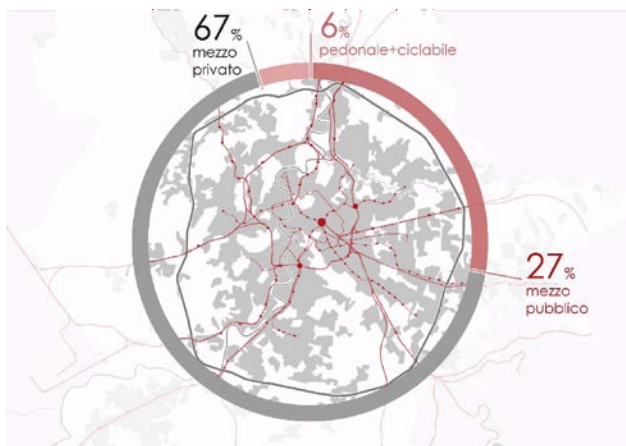 67%
mezzo
privato
6%
pedonale+ciclabile
27%
mezzo
pubblico